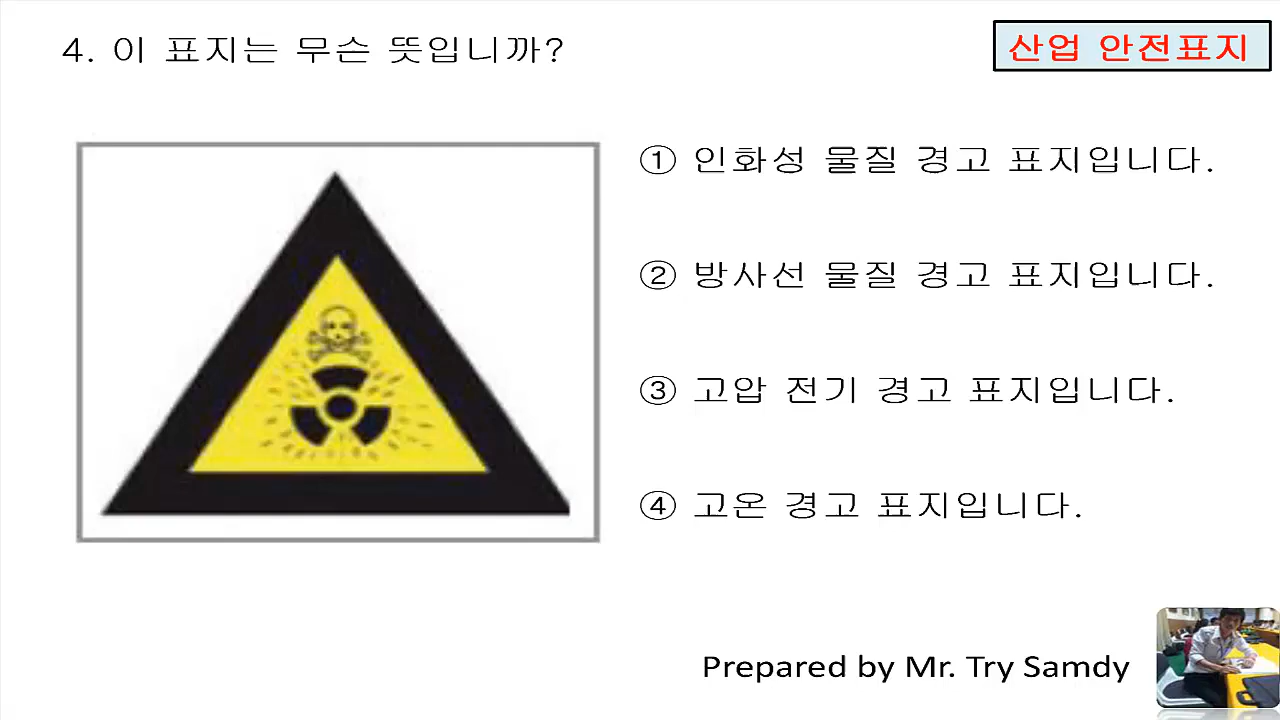 4. 이 표지는 무슨 뜻입니까?
산업 안전표지
① 인화성 물질 경고 표지입니다.
② 방사선 물질 경고 표지입니다.
③ 고압 전기 경고 표지입니다.
④ 고온 경고 표지입니다.
Prepared by Mr. Try Samdy